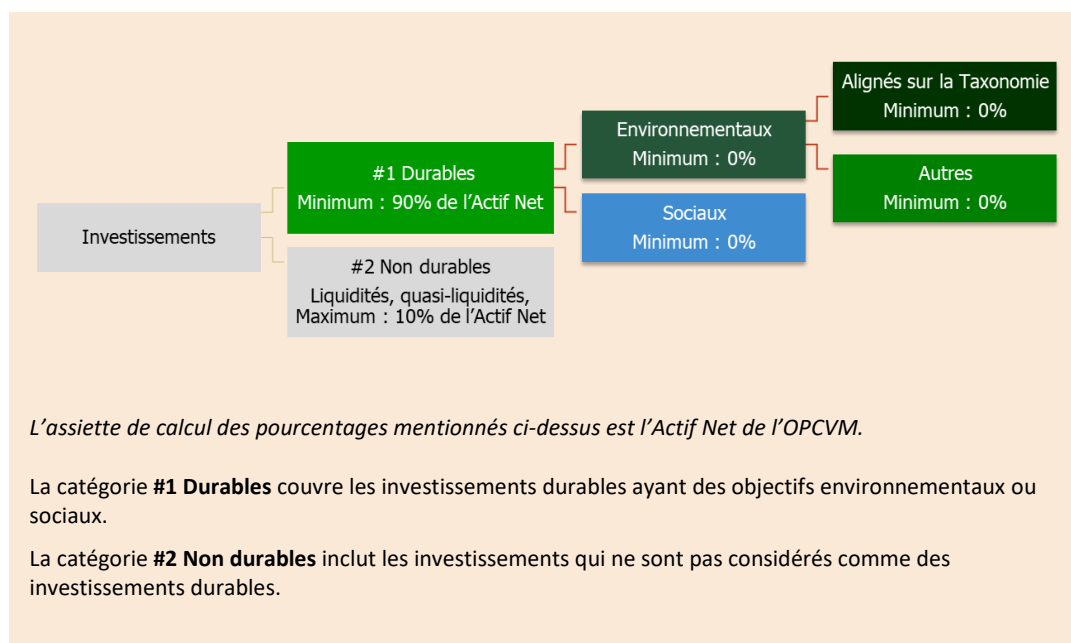 Investissements
#1 Durables
Minimum : 90% de l’Actif Net
#2 Non durables
Liquidités, quasi-liquidités,
Maximum : 10% de l’Actif Net
Environnementaux
Minimum : 0%
Sociaux
Minimum : 0%
Alignés sur la Taxonomie
Minimum : 0%
Autres
Minimum : 0%
L’assiette de calcul des pourcentages mentionnés ci-dessus est l’Actif Net de l’OPCVM.
La catégorie #1 Durables couvre les investissements durables ayant des objectifs environnementaux ou
sociaux.
La catégorie #2 Non durables inclut les investissements qui ne sont pas considérés comme des
investissements durables.